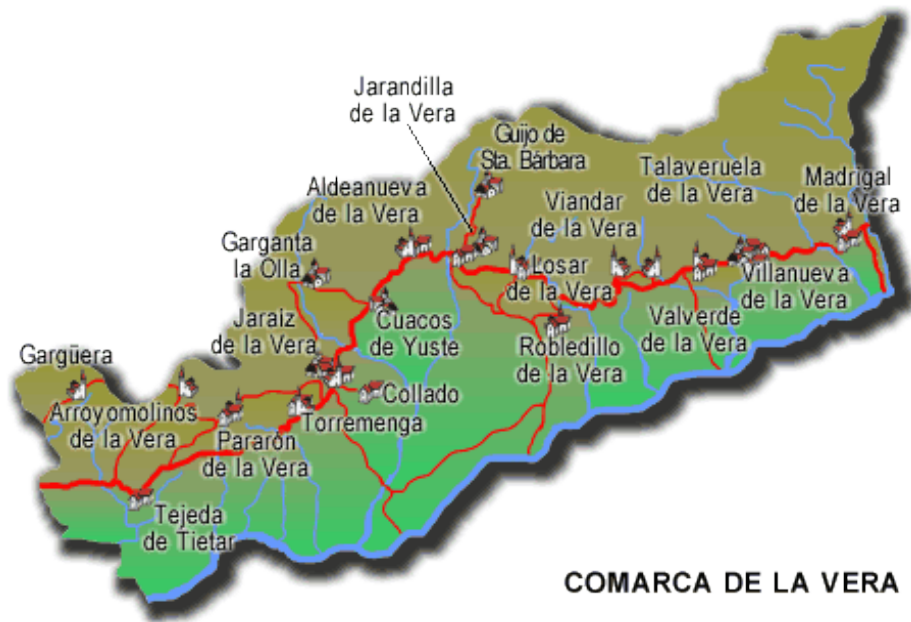 Jarandilla
de la Vera
Guijo de
Sta. Bárbara
Talaveruela
de la Vera
Madrigal
de la Vera
Aldeanueva
de la Vera
Viandar
de la Vera
Garganta
la Olla
Losar
de la Vera
Villanueva
de la Vera
Jaraiz
de la Vera
Cuacos
de Yuste
Valverde
de la Vera
Robledillo
de la Vera
Gargüera
Collado
Arroyomolinos
de la Vera
Torremenga
Pararón
de la Vera
Tejeda
de Tietar
COMARCA DE LA VERA